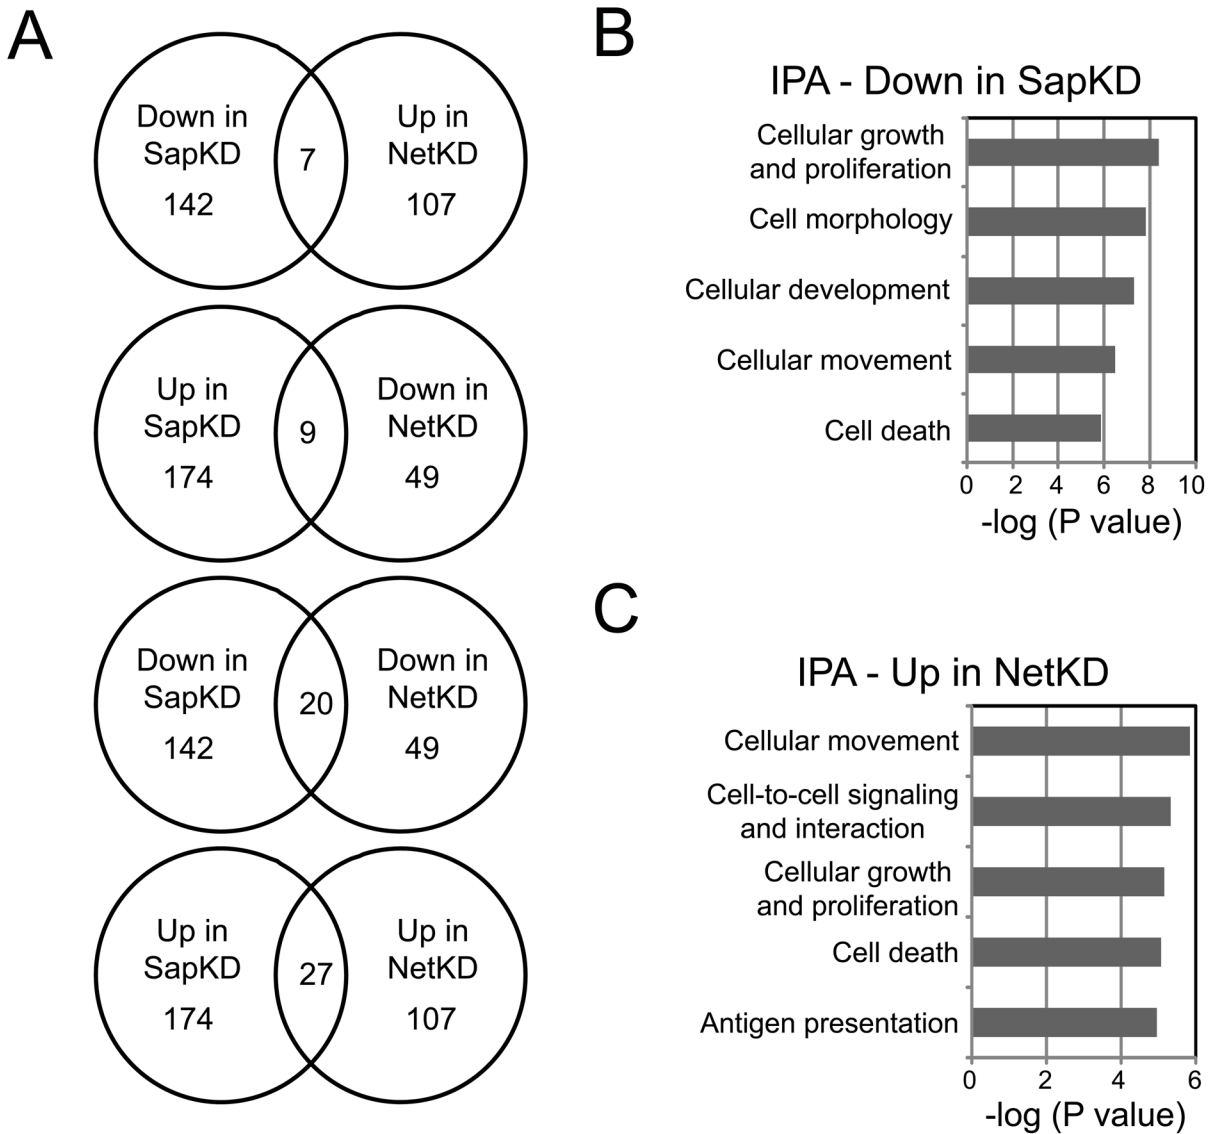 A
Down in
SapKD
142
7
Up in
NetKD
107
Up in
SapKD
174
9
Down in
NetKD
49
Down in
SapKD
142
20
Down in
NetKD
49
Up in
SapKD
174
27
Up in
NetKD
107
B
IPA - Down in SapKD
Cellular growth
and proliferation
Cell morphology
Cellular development
Cellular movement
Cell death
0 2 4 6 8 10
-log (P value)
C
IPA - Up in NetKD
Cellular movement
Cell-to-cell signaling
and interaction
Cellular growth
and proliferation
Cell death
Antigen presentation
0 2 4 6
-log (P value)